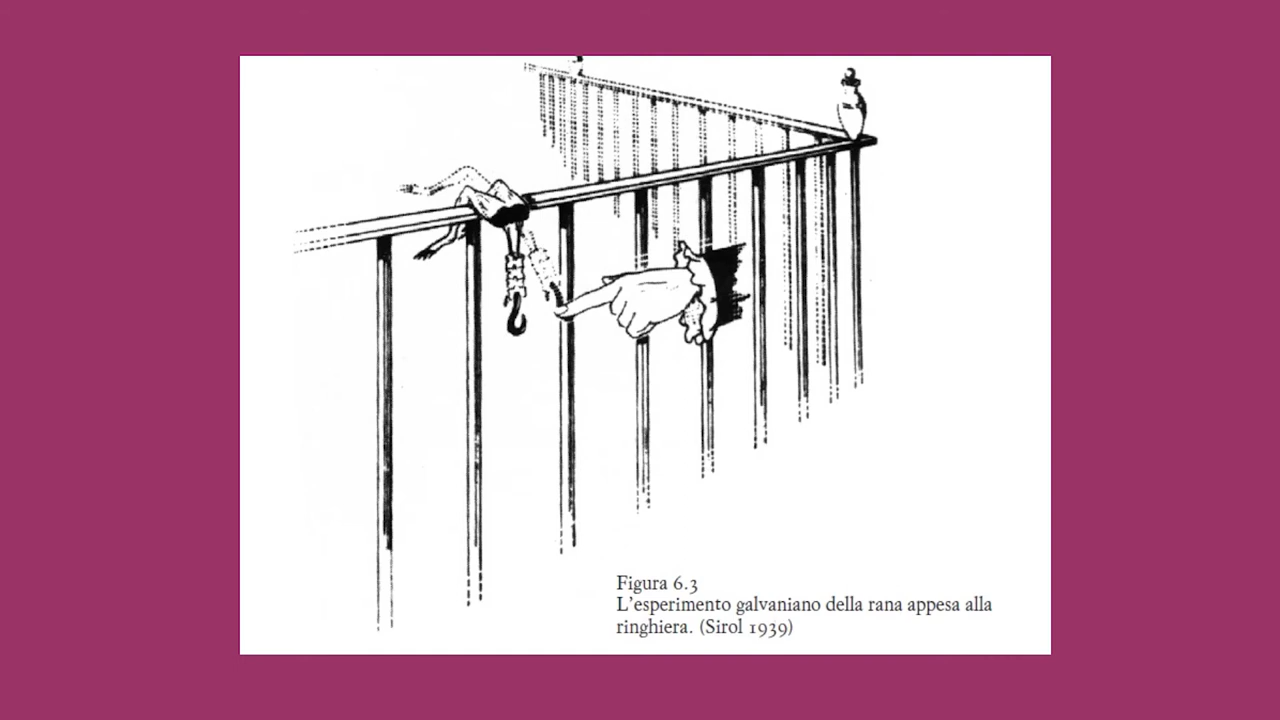 Figura 6.3
L'esperimento galvaniano della rana appesa alla
ringhiera. (Sirol 1939)